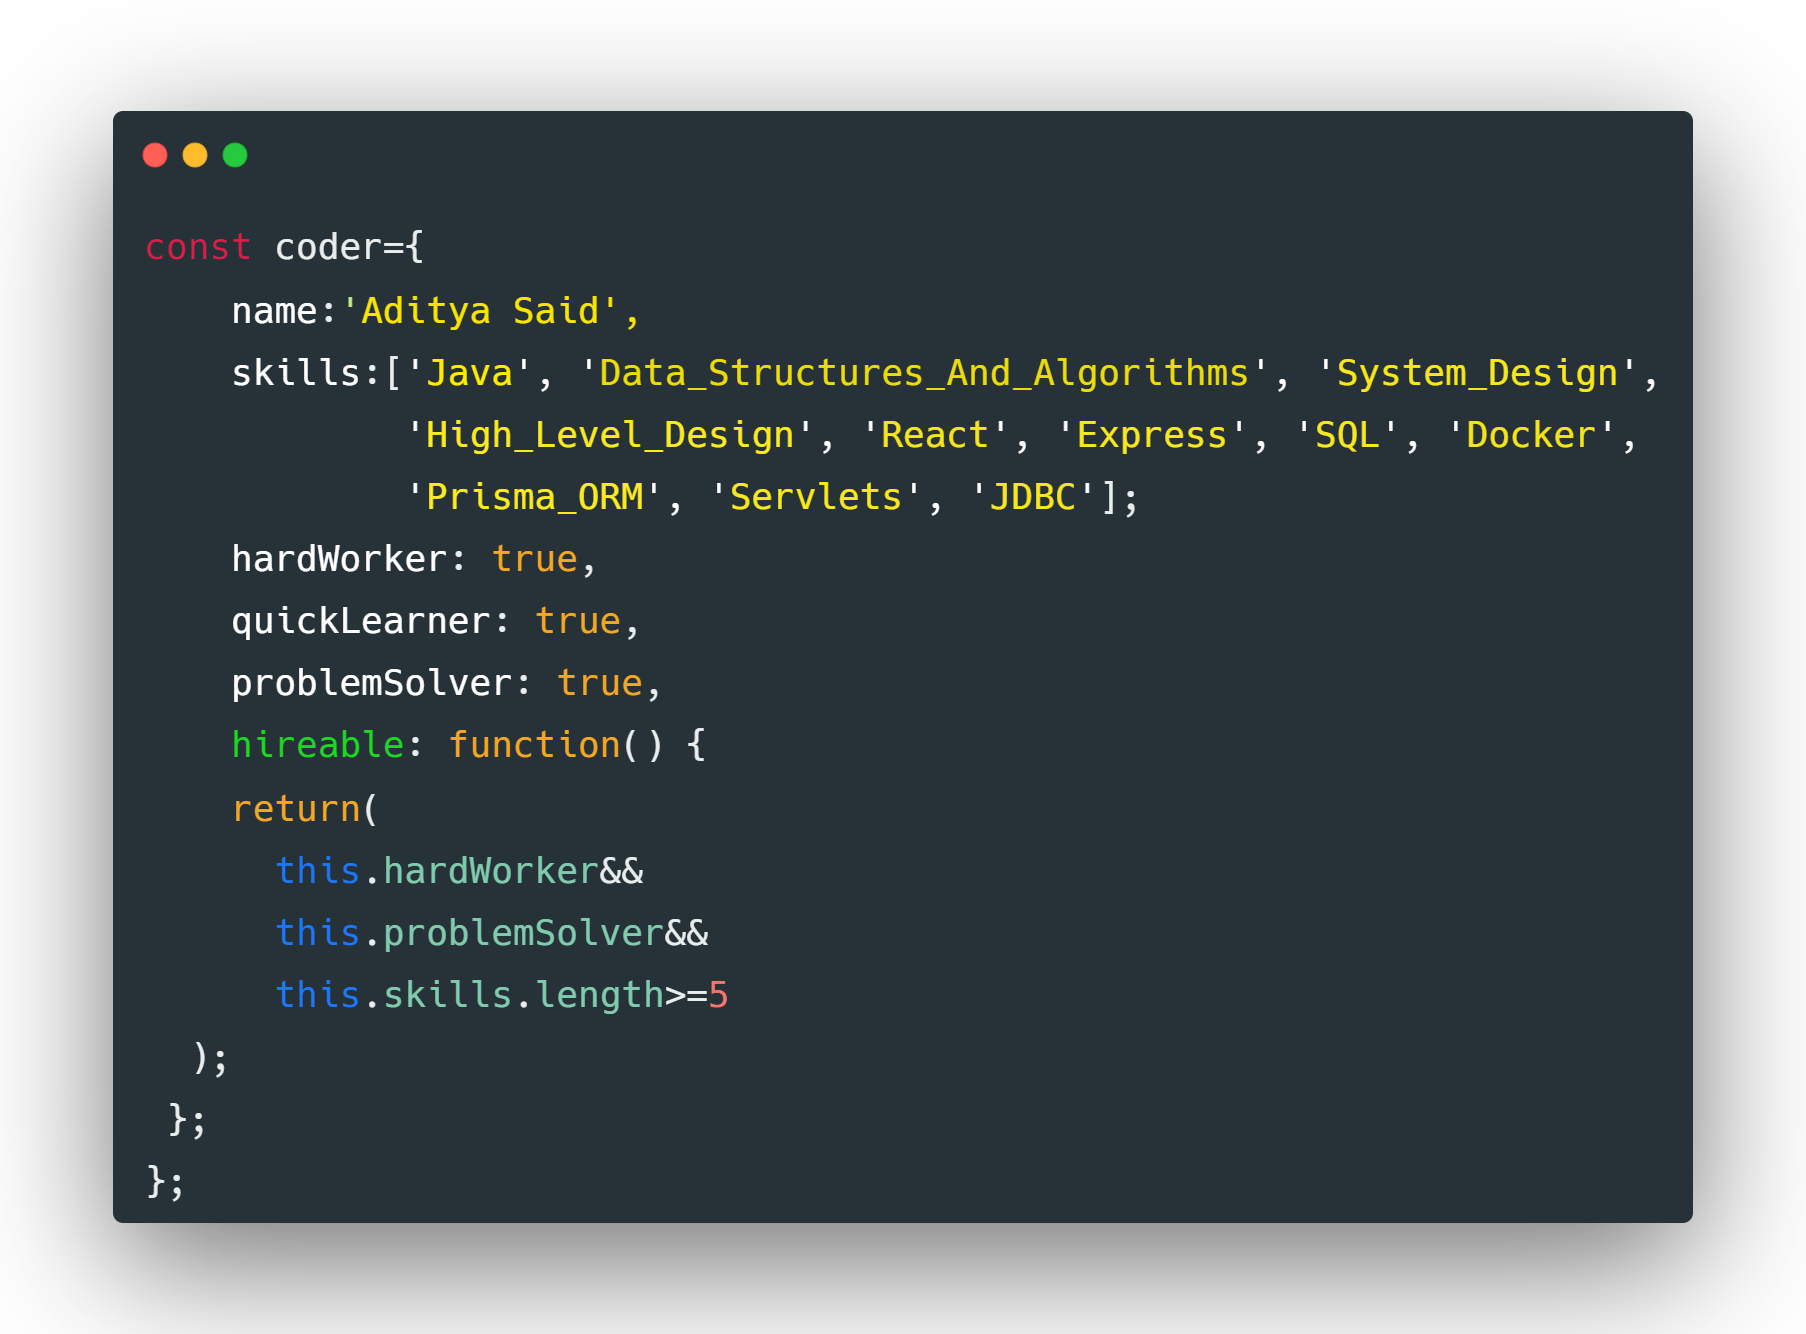 const coder={
    name:'Aditya Said',
    skills:['Java', 'Data_Structures_And_Algorithms', 'System_Design',
            'High_Level_Design', 'React', 'Express', 'SQL', 'Docker',
            'Prisma_ORM', 'Servlets', 'JDBC'];
    hardWorker: true,
    quickLearner: true,
    problemSolver: true,
    hireable: function() {
    return(
      this.hardWorker&&
      this.problemSolver&&
      this.skills.length>=5
  );
 };
};